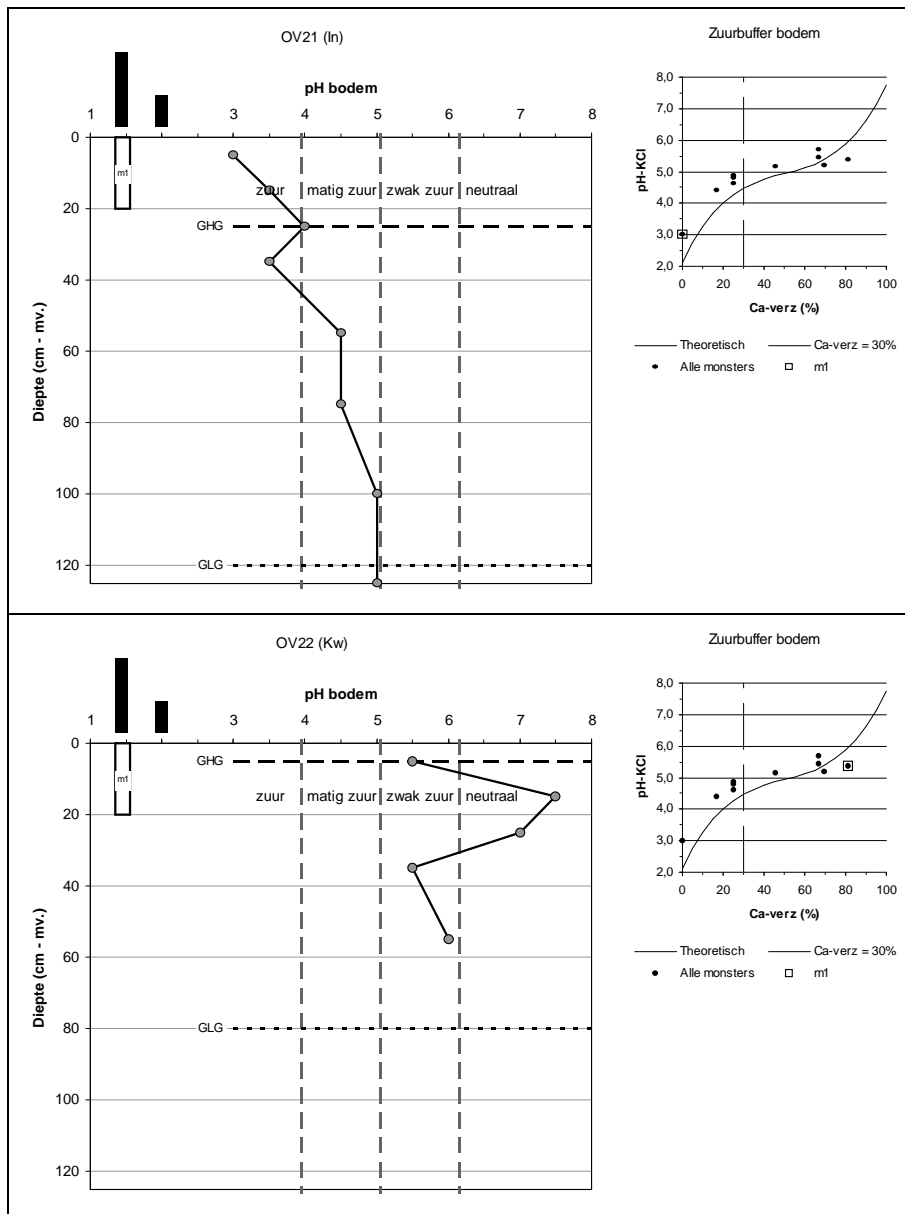 OV21 (In)
pH bodem
1 3 4 5 6 7 8
0
20
40
60
80
100
120
Diepte (cm - mv.)
m1
zuur matig zuur zwak zuur neutraal
GHG
GLG
Zuurbuffer bodem
8,0
7,0
6,0
5,0
4,0
3,0
2,0
pH-KCl
0 20 40 60 80 100
Ca-verz (%)
Theoretisch Ca-verz = 30%
Alle monsters m1
OV22 (Kw)
pH bodem
1 3 4 5 6 7 8
0
20
40
60
80
100
120
Diepte (cm - mv.)
m1
GHG
zuur matig zuur zwak zuur neutraal
GLG
Zuurbuffer bodem
8,0
7,0
6,0
5,0
4,0
3,0
2,0
pH-KCl
0 20 40 60 80 100
Ca-verz (%)
Theoretisch Ca-verz = 30%
Alle monsters m1